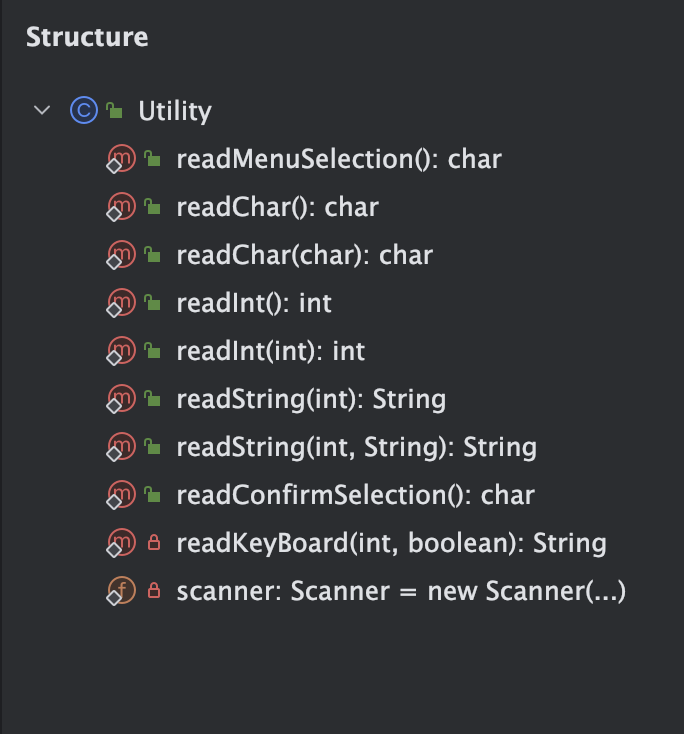 Structure
Utility
readMenuSelection(): char
readChar(): char
readChar(char): char
readInt(): int
readInt(int): int
readString(int): String
readString(int, String): String
readConfirmSelection(): char
readKeyBoard(int, boolean): String
scanner: Scanner = new Scanner(...)